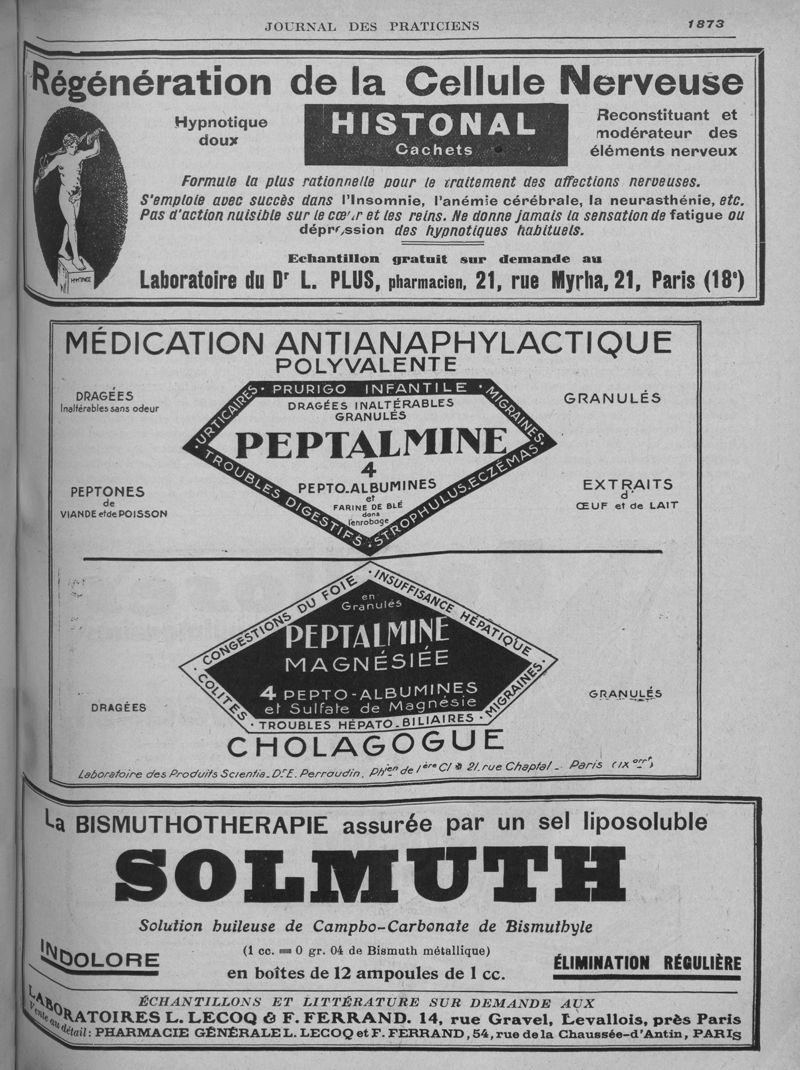 JOURNAL DES PRATICIENS 1873
Régénération de la Cellule Nerveuse
Hypnotique
doux
HISTONAL
Cachets
Reconstituant et
modérateur des
éléments nerveux
Formule la plus rationnelle pour le traitement des affections nerveuses.
S'emploie avec succès dans l'Insomnie, l'anémie cérébrale, la neurasthénie, etc.
Pas d'action nuisible sur le cœur et les reins. Ne donne jamais la sensation de fatigue ou
dépression des hypnotiques habituels.
Echantillon gratuit sur demande au
Laboratoire du Dr L. PLUS, pharmacien, 21, rue Myrha, 21, Paris (18e)
MÉDICATION ANTIANAPHYLACTIQUE
POLYVALENTE
DRAGÉES
Inaltérables sans odeur
GRANULÉS
URTICAIRES · PRURIGO INFANTILE · MIGRAINES ·
DRAGÉES INALTÉRABLES
GRANULÉS
PEPTALMINE
4
PEPTO-ALBUMINES
et
FARINE DE BLÉ
dans
l'enrobage
TROUBLES DIGESTIFS · STROPHULUS · ECZÉMAS
PEPTONES
de
VIANDE et de POISSON
EXTRAITS
d'
ŒUF et de LAIT
· CONGESTIONS DU FOIE · INSUFFISANCE HÉPATIQUE
en
Granulés
PEPTALMINE
MAGNÉSIÉE
4 PEPTO-ALBUMINES
et Sulfate de Magnésie
COLITES · TROUBLES HÉPATO-BILIAIRES · MIGRAINES ·
DRAGÉES
GRANULÉS
CHOLAGOGUE
Laboratoire des Produits Scientia. Dr E. Perraudin, Phien de 1ère Cl 21, rue Chaptal - Paris (IX arrt)
La BISMUTHOTHERAPIE assurée par un sel liposoluble
SOLMUTH
Solution huileuse de Campho-Carbonate de Bismuthyle
INDOLORE
(1 cc. = 0 gr. 04 de Bismuth métallique)
en boîtes de 12 ampoules de 1 cc.
ÉLIMINATION RÉGULIÈRE
ÉCHANTILLONS ET LITTÉRATURE SUR DEMANDE AUX
LABORATOIRES L. LECOQ & F. FERRAND. 14, rue Gravel, Levallois, près Paris
Vente au détail : PHARMACIE GÉNÉRALE L. LECOQ et F. FERRAND, 54, rue de la Chaussée-d'Antin, PARIS